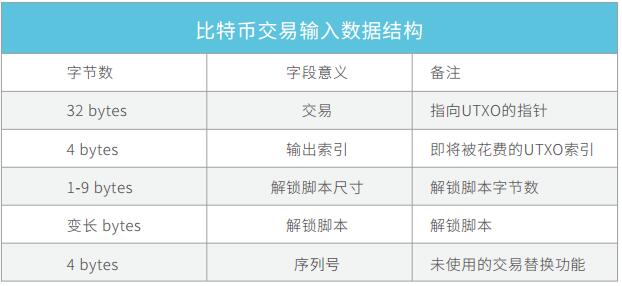 比特币交易输入数据结构
字节数 字段意义 备注
32 bytes 交易 指向UTXO的指针
4 bytes 输出索引 即将被花费的UTXO索引
1-9 bytes 解锁脚本尺寸 解锁脚本字节数
变长 bytes 解锁脚本 解锁脚本
4 bytes 序列号 未使用的交易替换功能